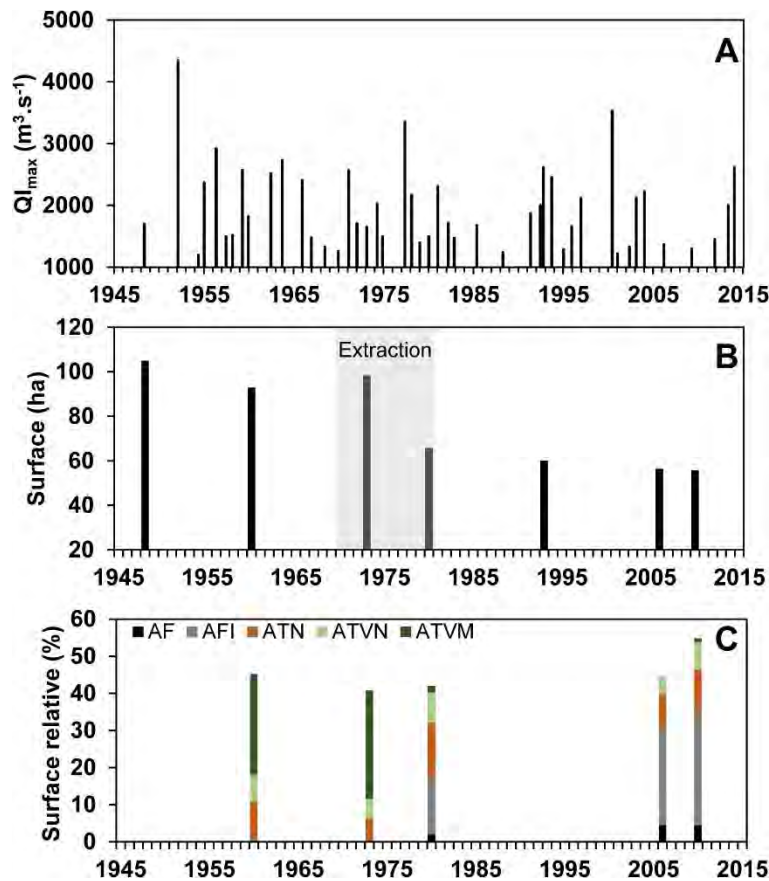 A
QI max (m³.s⁻¹)
5000
4000
3000
2000
1000
1945 1955 1965 1975 1985 1995 2005 2015
B
Extraction
Surface (ha)
120
100
80
60
40
20
1945 1955 1965 1975 1985 1995 2005 2015
C
AF AFI ATN ATVN ATVM
Surface relative (%)
60
50
40
30
20
10
0
1945 1955 1965 1975 1985 1995 2005 2015